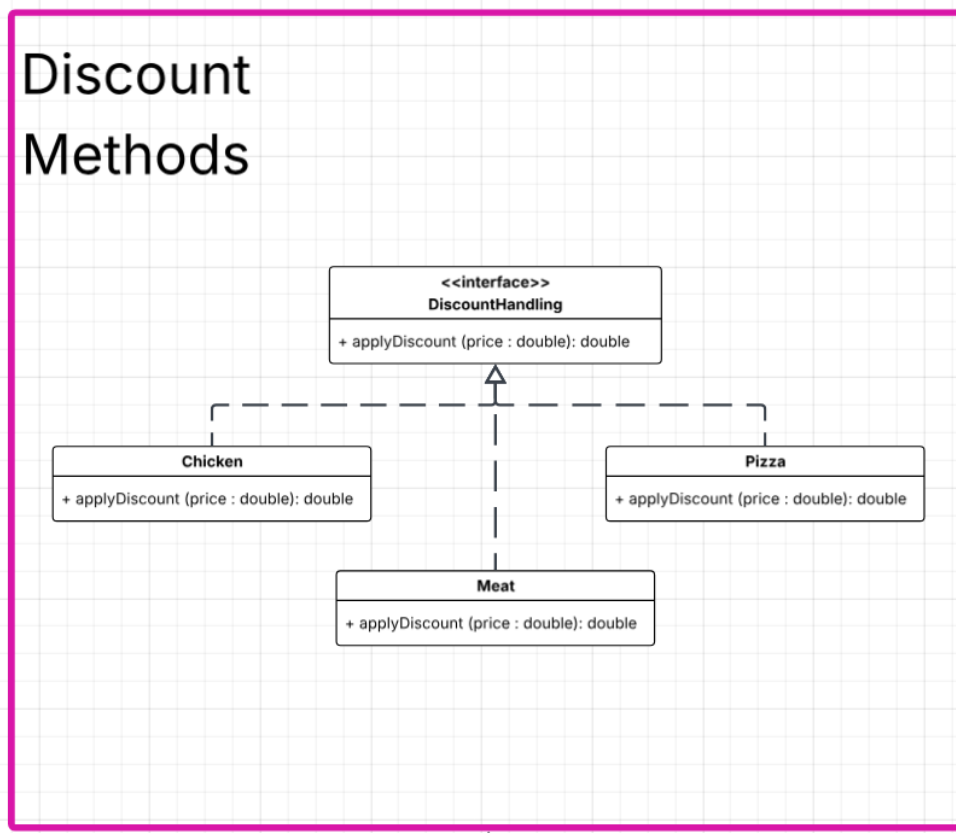 Discount
Methods
<<interface>>
DiscountHandling
+ applyDiscount (price : double): double
Chicken
+ applyDiscount (price : double): double
Pizza
+ applyDiscount (price : double): double
Meat
+ applyDiscount (price : double): double